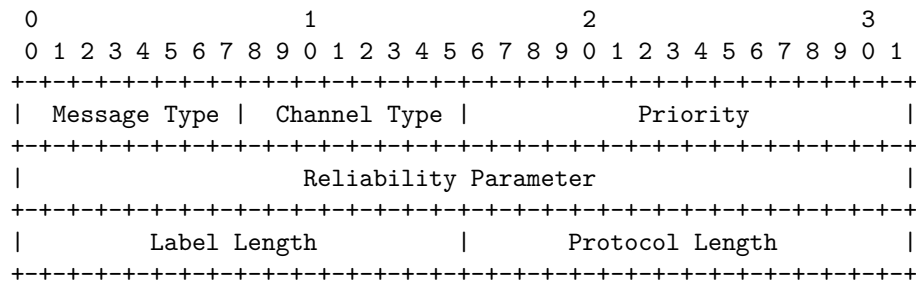 0                   1                   2                   3
0 1 2 3 4 5 6 7 8 9 0 1 2 3 4 5 6 7 8 9 0 1 2 3 4 5 6 7 8 9 0 1
+-+-+-+-+-+-+-+-+-+-+-+-+-+-+-+-+-+-+-+-+-+-+-+-+-+-+-+-+-+-+-+-+
|  Message Type |  Channel Type |            Priority           |
+-+-+-+-+-+-+-+-+-+-+-+-+-+-+-+-+-+-+-+-+-+-+-+-+-+-+-+-+-+-+-+-+
|                    Reliability Parameter                      |
+-+-+-+-+-+-+-+-+-+-+-+-+-+-+-+-+-+-+-+-+-+-+-+-+-+-+-+-+-+-+-+-+
|         Label Length          |       Protocol Length         |
+-+-+-+-+-+-+-+-+-+-+-+-+-+-+-+-+-+-+-+-+-+-+-+-+-+-+-+-+-+-+-+-+